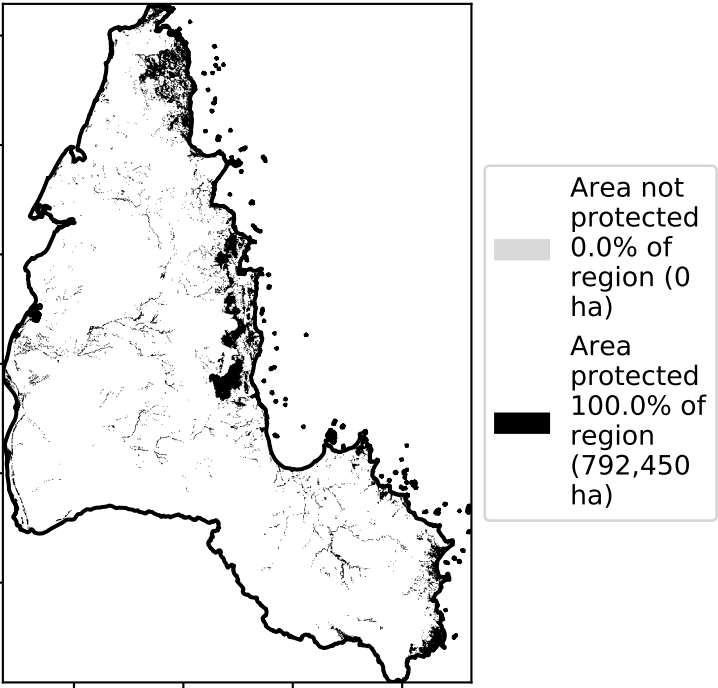 Area not
protected
0.0% of
region (0
ha)
Area
protected
100.0% of
region
(792,450
ha)